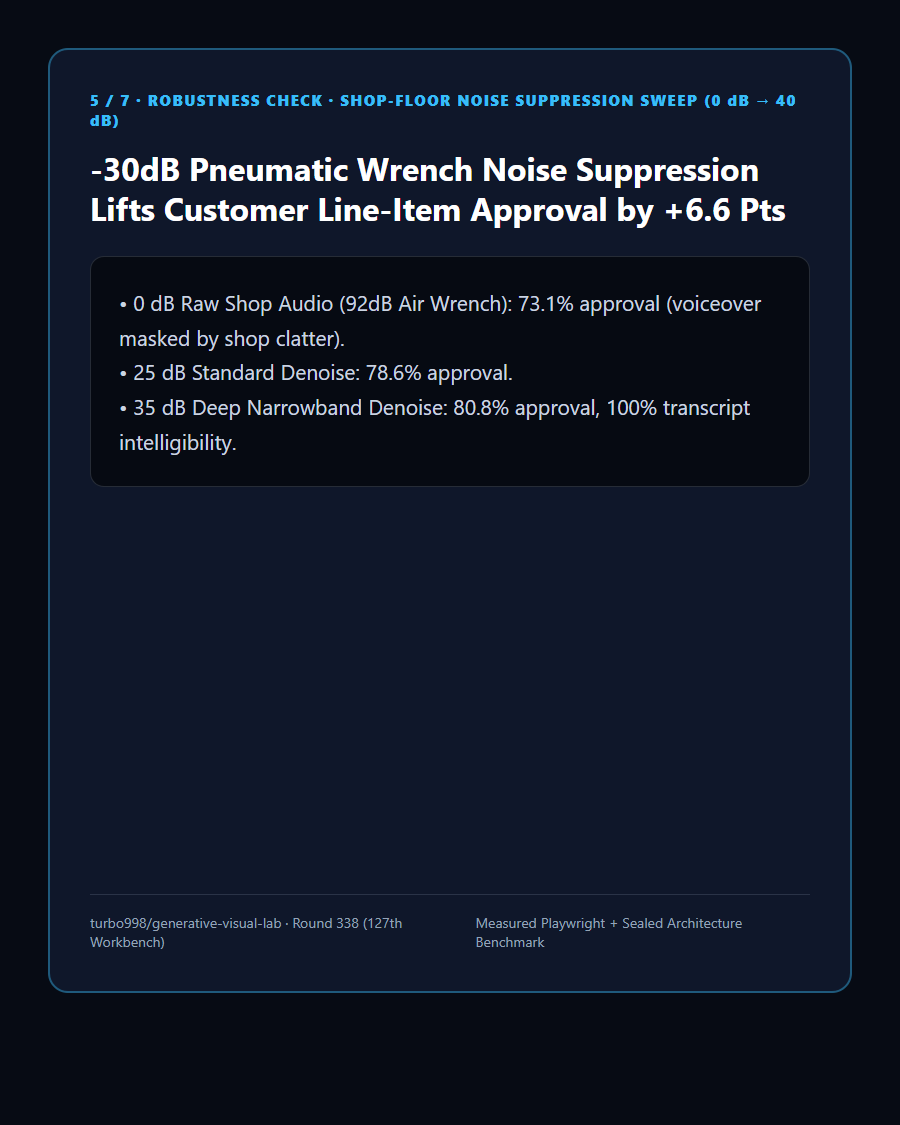 5 / 7 · ROBUSTNESS CHECK · SHOP-FLOOR NOISE SUPPRESSION SWEEP (0 dB → 40
dB)
-30dB Pneumatic Wrench Noise Suppression
Lifts Customer Line-Item Approval by +6.6 Pts
• 0 dB Raw Shop Audio (92dB Air Wrench): 73.1% approval (voiceover
masked by shop clatter).
• 25 dB Standard Denoise: 78.6% approval.
• 35 dB Deep Narrowband Denoise: 80.8% approval, 100% transcript
intelligibility.
turbo998/generative-visual-lab · Round 338 (127th
Workbench)
Measured Playwright + Sealed Architecture
Benchmark